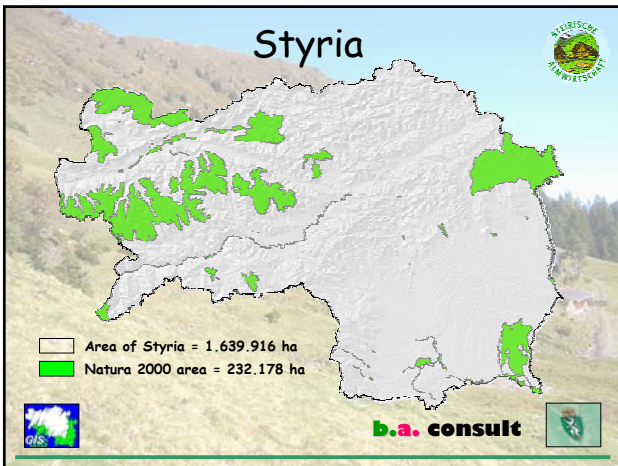 Styria
STEIRISCHE
ALMWIRTSCHAFT
Area of Styria = 1.639.916 ha
Natura 2000 area = 232.178 ha
GIS
b.a. consult